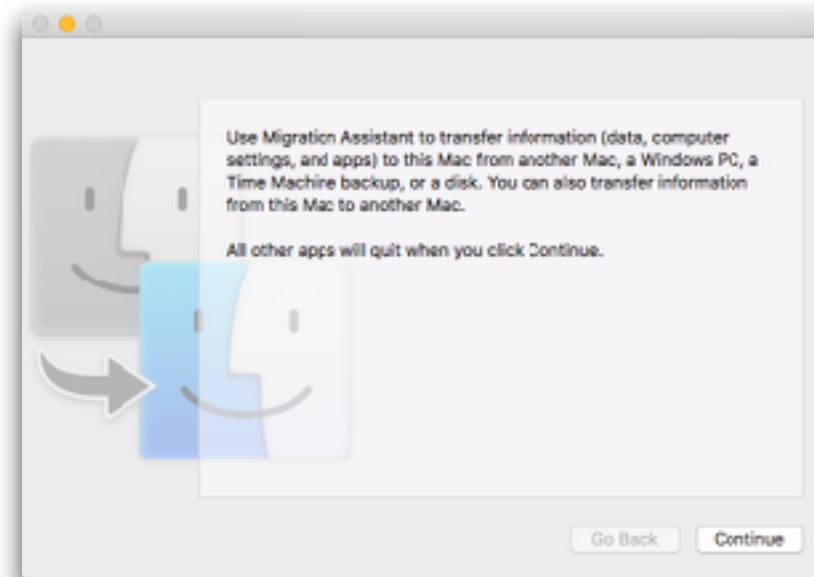 Use Migration Assistant to transfer information (data, computer
settings, and apps) to this Mac from another Mac, a Windows PC, a
Time Machine backup, or a disk. You can also transfer information
from this Mac to another Mac.
All other apps will quit when you click Continue.
Go Back
Continue